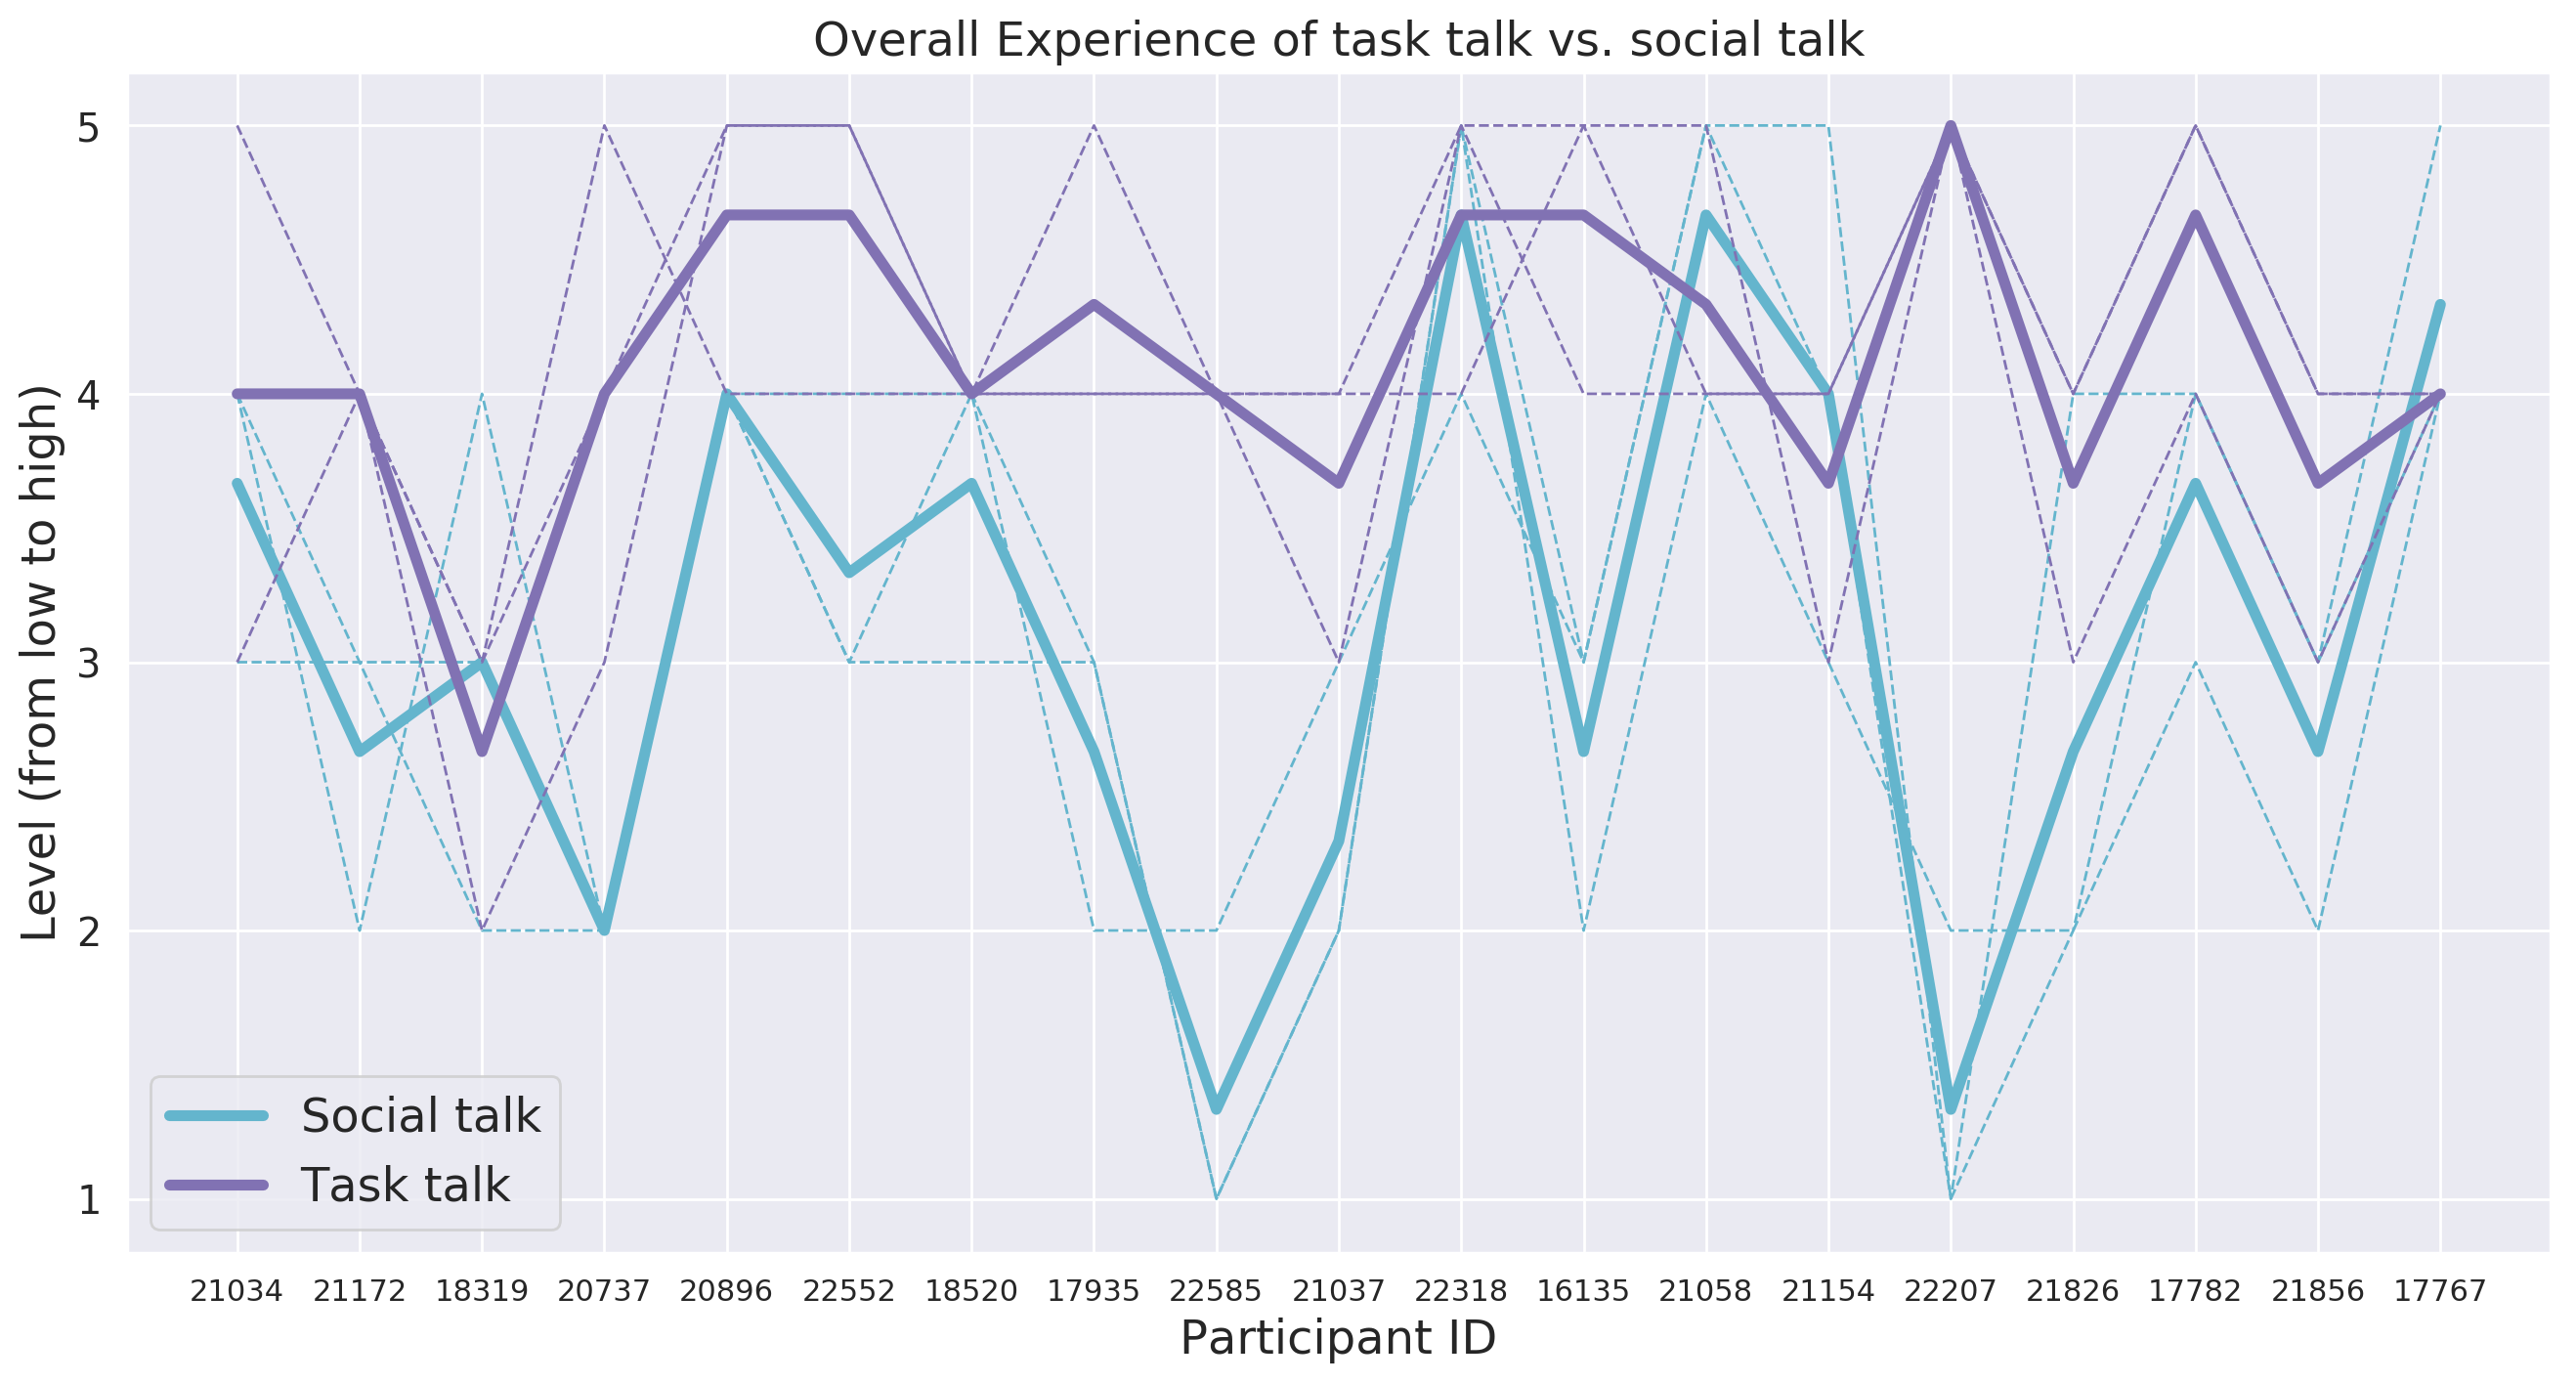 Overall Experience of task talk vs. social talk
Level (from low to high)
5
4
3
2
1
Social talk
Task talk
21034 21172 18319 20737 20896 22552 18520 17935 22585 21037 22318 16135 21058 21154 22207 21826 17782 21856 17767
Participant ID